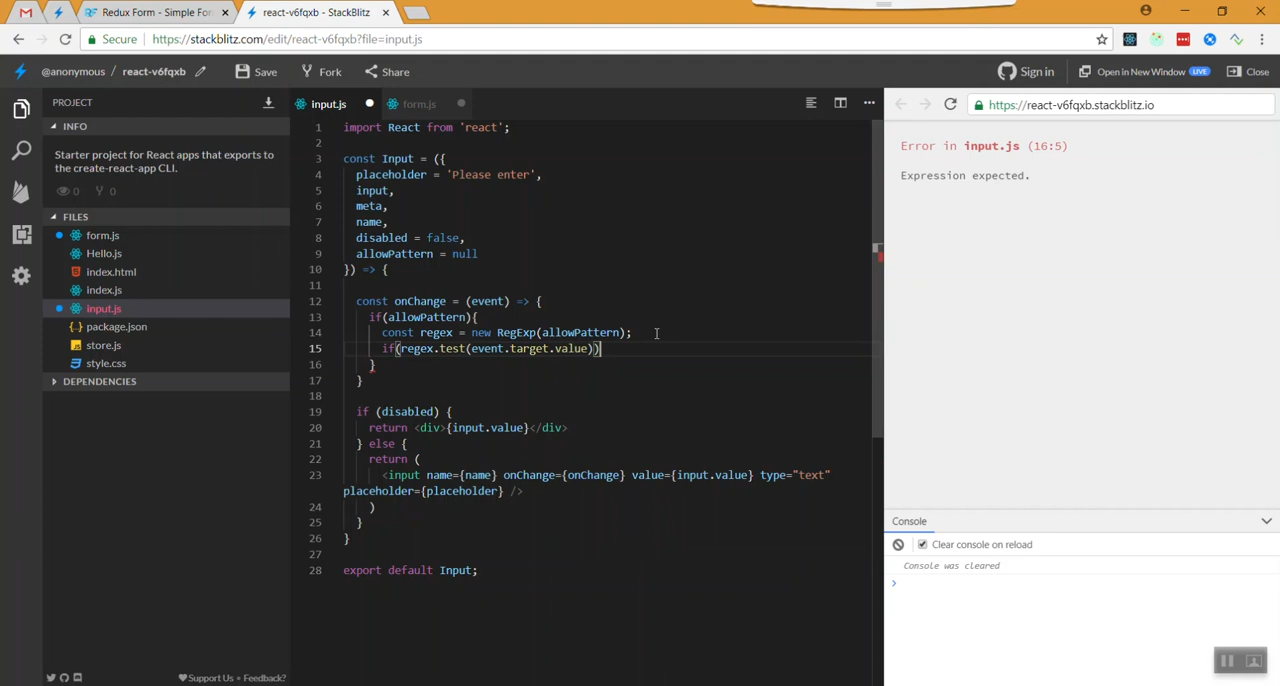 Redux Form - Simple For
react-v6fqxb - StackBlitz
Secure
https://stackblitz.com/edit/react-v6fqxb?file=input.js
@anonymous / react-v6fqxb
Save
Fork
Share
Sign in
Open in New Window LIVE
Close
PROJECT
INFO
Starter project for React apps that exports to
the create-react-app CLI.
0 0
FILES
form.js
Hello.js
index.html
index.js
input.js
package.json
store.js
style.css
DEPENDENCIES
Support Us • Feedback?
input.js
form.js
1 import React from 'react';
2
3 const Input = ({
4 placeholder = 'Please enter',
5 input,
6 meta,
7 name,
8 disabled = false,
9 allowPattern = null
10 }) => {
11
12 const onChange = (event) => {
13 if(allowPattern){
14 const regex = new RegExp(allowPattern);
15 if(regex.test(event.target.value))
16 }
17 }
18
19 if (disabled) {
20 return <div>{input.value}</div>
21 } else {
22 return (
23 <input name={name} onChange={onChange} value={input.value} type="text"
placeholder={placeholder} />
24 )
25 }
26 }
27
28 export default Input;
https://react-v6fqxb.stackblitz.io
Error in input.js (16:5)
Expression expected.
Console
Clear console on reload
Console was cleared